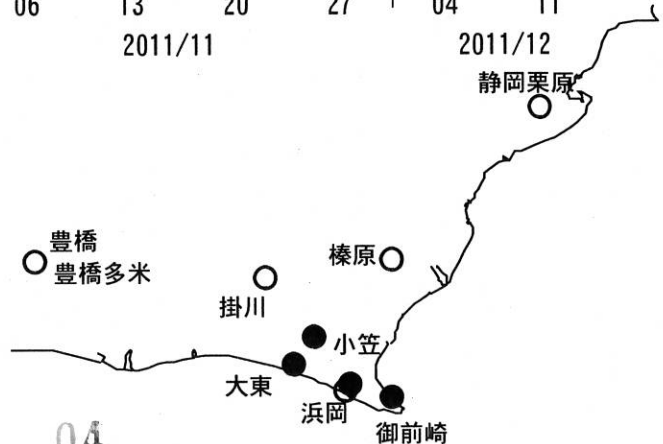 06 13 20 27 04 11
2011/11 2011/12
静岡栗原
豊橋
豊橋多米
榛原
掛川
小笠
大東
浜岡
御前崎
04